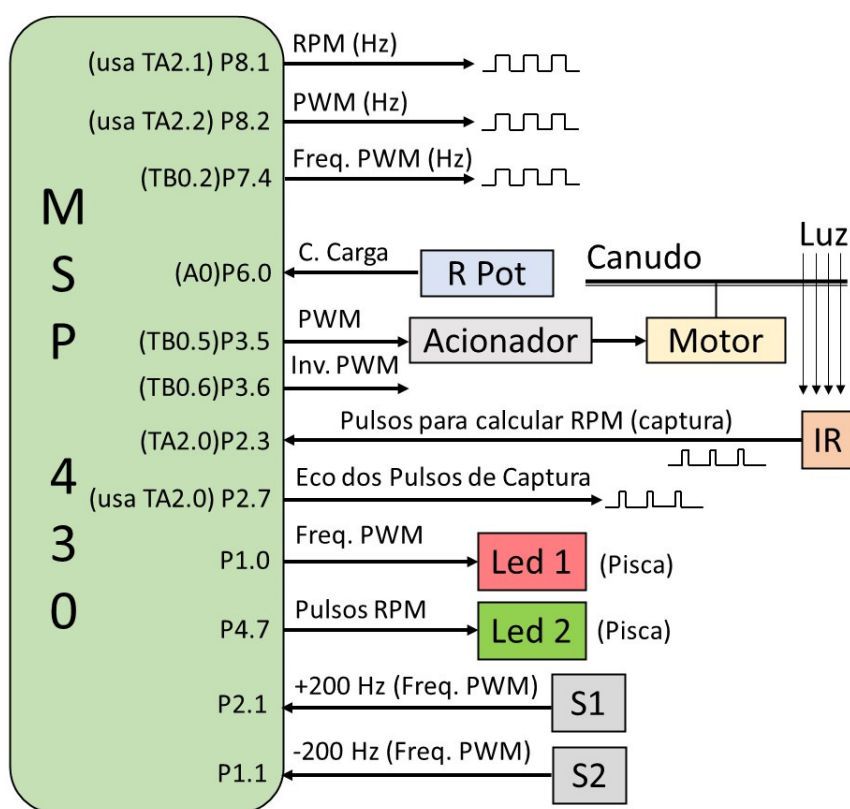 MSP 430
RPM (Hz)
(usa TA2.1) P8.1
PWM (Hz)
(usa TA2.2) P8.2
Freq. PWM (Hz)
(TB0.2)P7.4
Luz
Canudo
C. Carga
(A0)P6.0
R Pot
PWM
(TB0.5)P3.5
Acionador
Motor
Inv. PWM
(TB0.6)P3.6
Pulsos para calcular RPM (captura)
(TA2.0)P2.3
IR
Eco dos Pulsos de Captura
(usa TA2.0) P2.7
Freq. PWM
P1.0
Led 1
(Pisca)
Pulsos RPM
P4.7
Led 2
(Pisca)
+200 Hz (Freq. PWM)
P2.1
S1
-200 Hz (Freq. PWM)
P1.1
S2